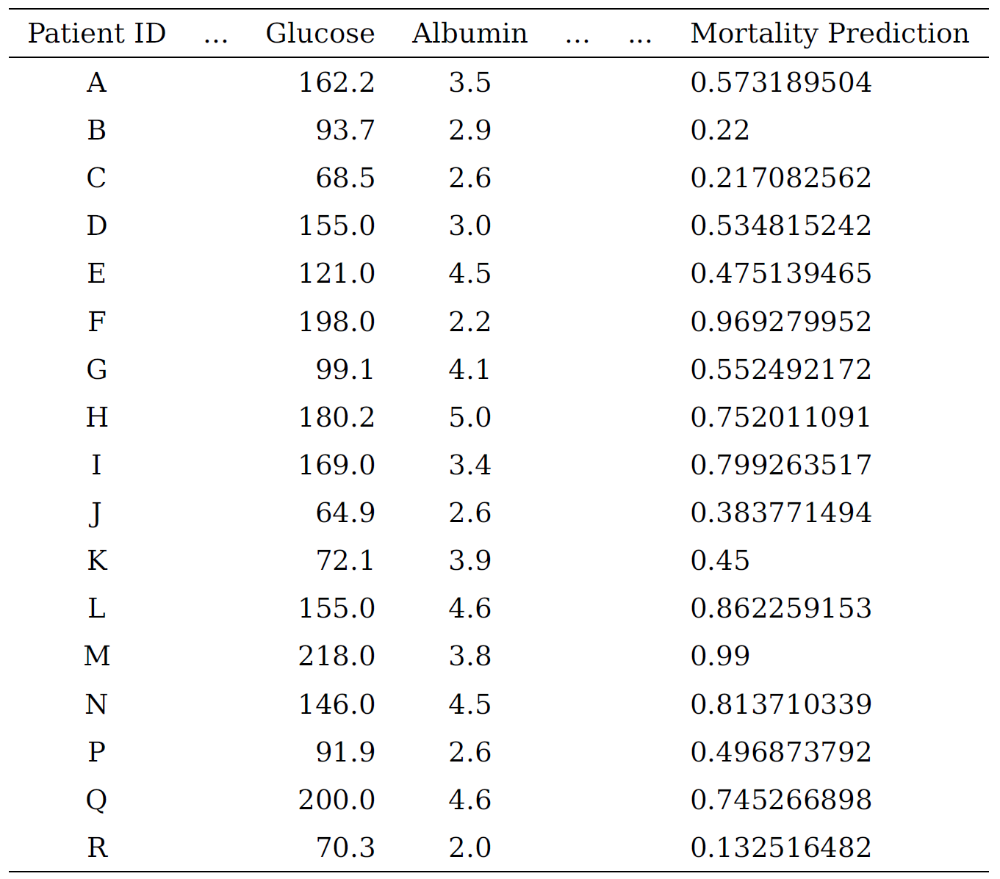 Patient ID ... Glucose Albumin ... ... Mortality Prediction
A 162.2 3.5 0.573189504
B 93.7 2.9 0.22
C 68.5 2.6 0.217082562
D 155.0 3.0 0.534815242
E 121.0 4.5 0.475139465
F 198.0 2.2 0.969279952
G 99.1 4.1 0.552492172
H 180.2 5.0 0.752011091
I 169.0 3.4 0.799263517
J 64.9 2.6 0.383771494
K 72.1 3.9 0.45
L 155.0 4.6 0.862259153
M 218.0 3.8 0.99
N 146.0 4.5 0.813710339
P 91.9 2.6 0.496873792
Q 200.0 4.6 0.745266898
R 70.3 2.0 0.132516482